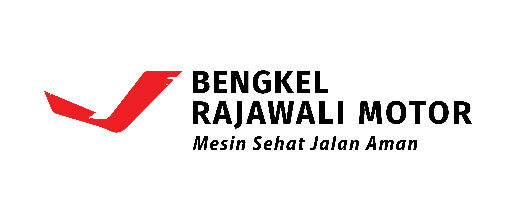 BENGKEL
RAJAWALI MOTOR
Mesin Sehat Jalan Aman